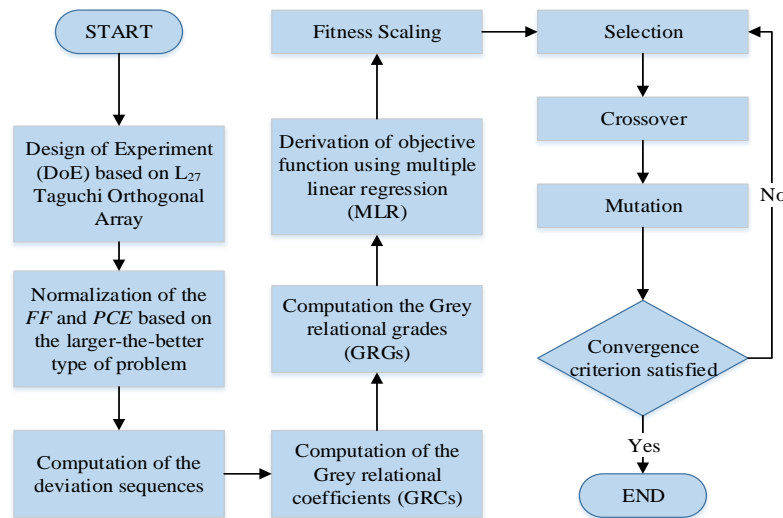 START
Design of Experiment
(DoE) based on L27
Taguchi Orthogonal
Array
Normalization of the
FF and PCE based on
the larger-the-better
type of problem
Computation of the
deviation sequences
Computation of the
Grey relational
coefficients (GRCs)
Computation the Grey
relational grades
(GRGs)
Derivation of objective
function using multiple
linear regression
(MLR)
Fitness Scaling
Selection
Crossover
Mutation
Convergence
criterion satisfied
No
Yes
END